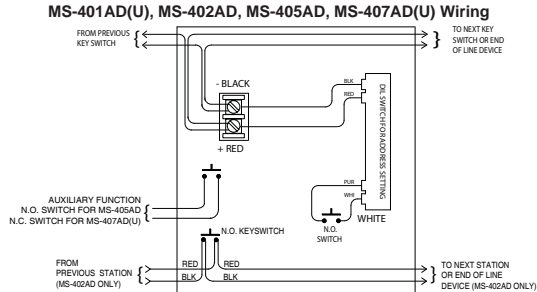 MS-401AD(U), MS-402AD, MS-405AD, MS-407AD(U) Wiring
FROM PREVIOUS
KEY SWITCH
TO NEXT KEY
SWITCH OR END
OF LINE DEVICE
- BLACK
+ RED
BLK
RED
DIL SWITCH FOR ADDRESS SETTING
PUR
WHI
WHITE
N.O.
SWITCH
AUXILIARY FUNCTION
N.O. SWITCH FOR MS-405AD
N.C. SWITCH FOR MS-407AD(U)
N.O. KEYSWITCH
FROM
PREVIOUS STATION
(MS-402AD ONLY)
RED
RED
BLK
BLK
TO NEXT STATION
OR END OF LINE
DEVICE (MS-402AD ONLY)